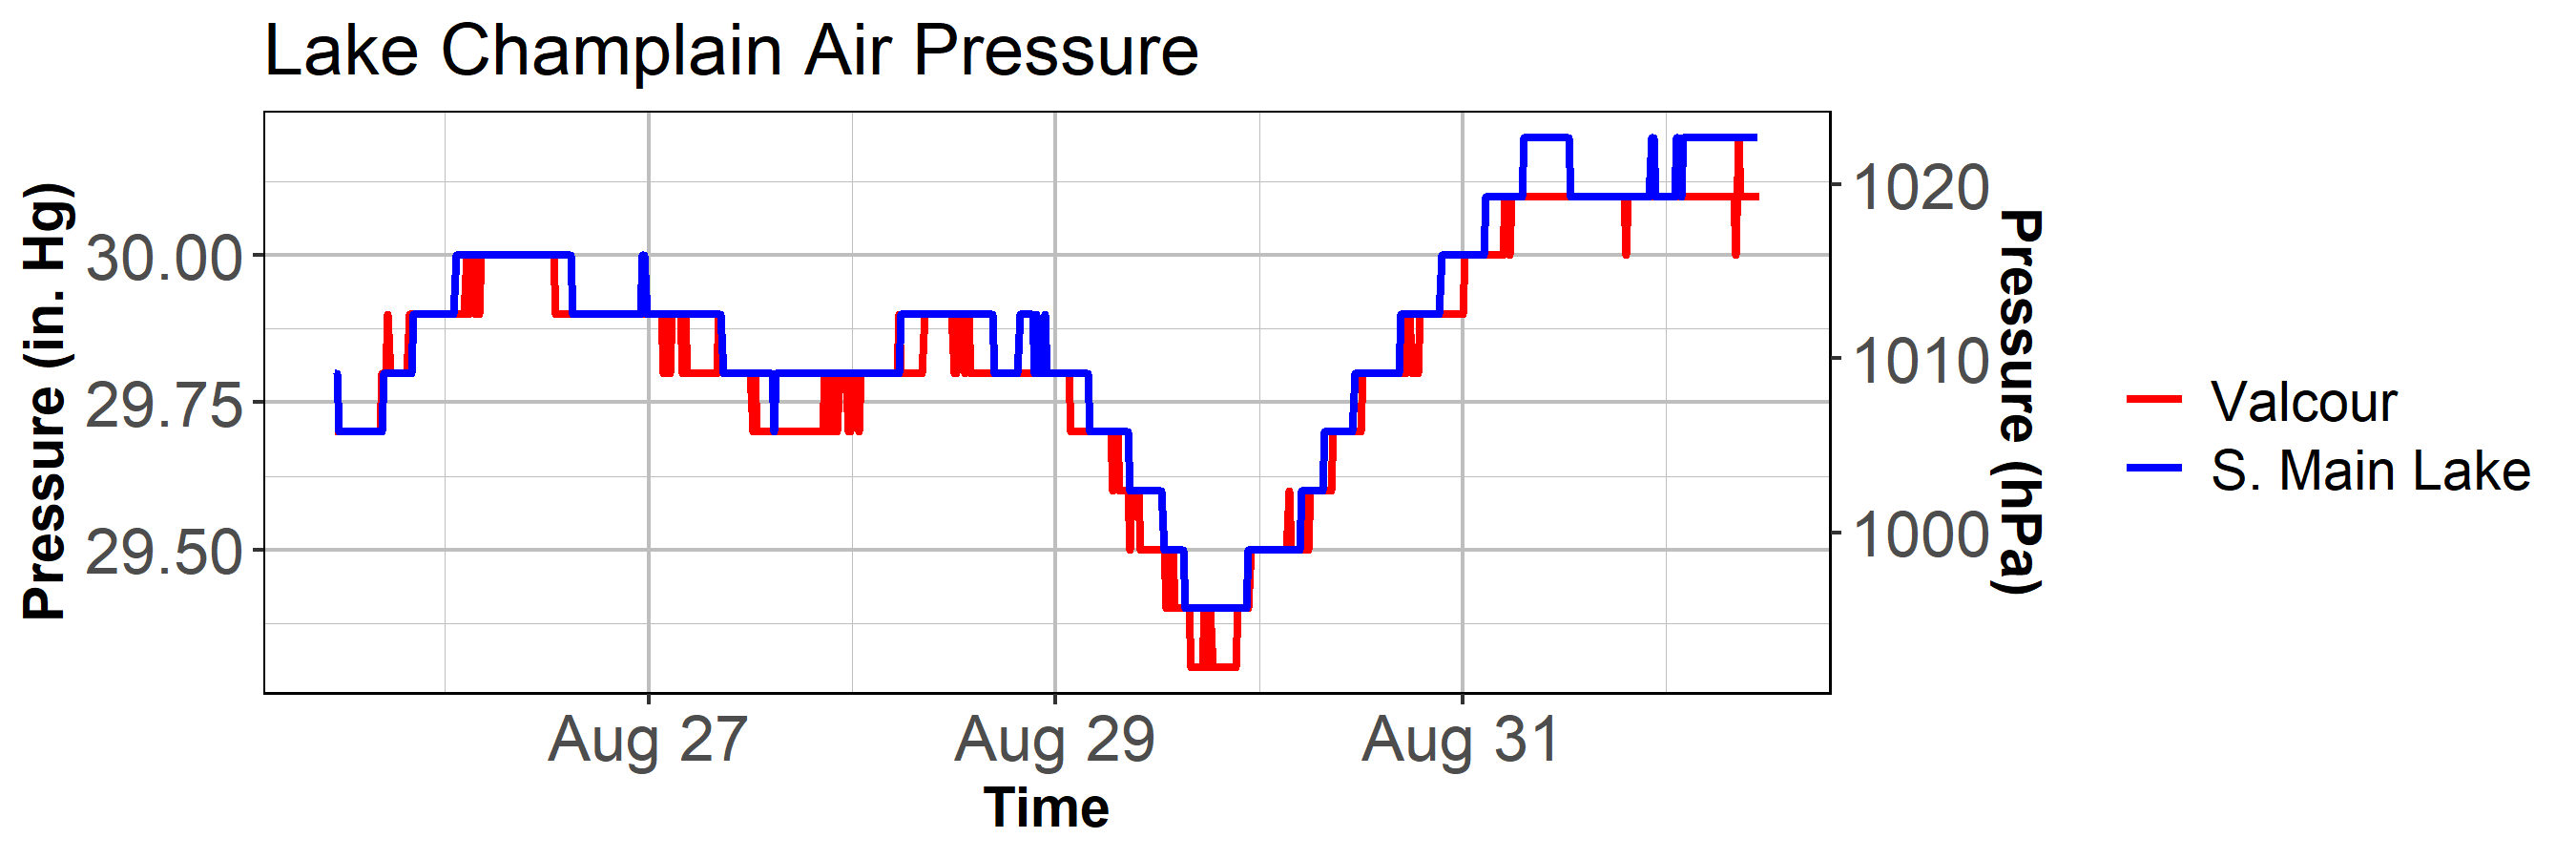 Lake Champlain Air Pressure
Pressure (in. Hg)
30.00
29.75
29.50
1020
1010
1000
Pressure (hPa)
Aug 27
Aug 29
Aug 31
Time
Valcour
S. Main Lake